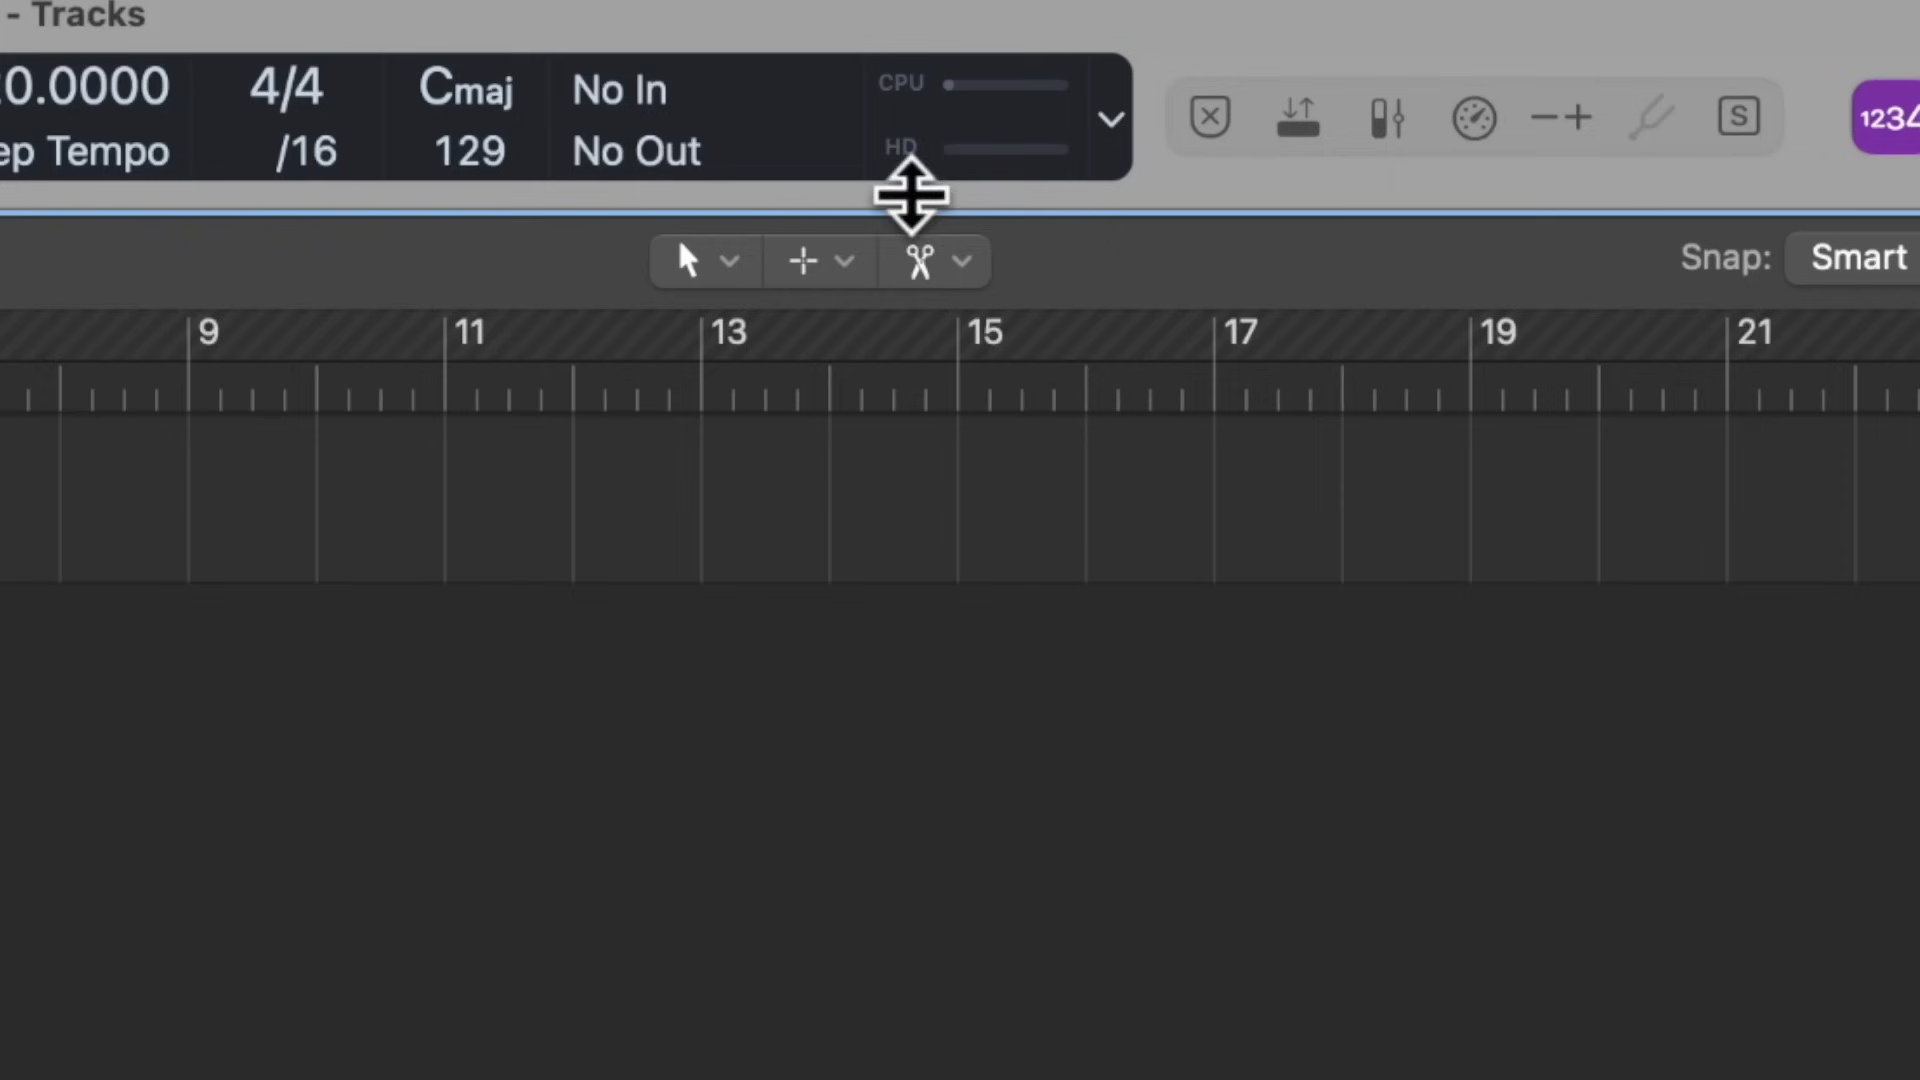 - Tracks
0.0000 4/4 Cmaj No In CPU
ep Tempo /16 129 No Out HD
S
1234
Snap: Smart
9 11 13 15 17 19 21